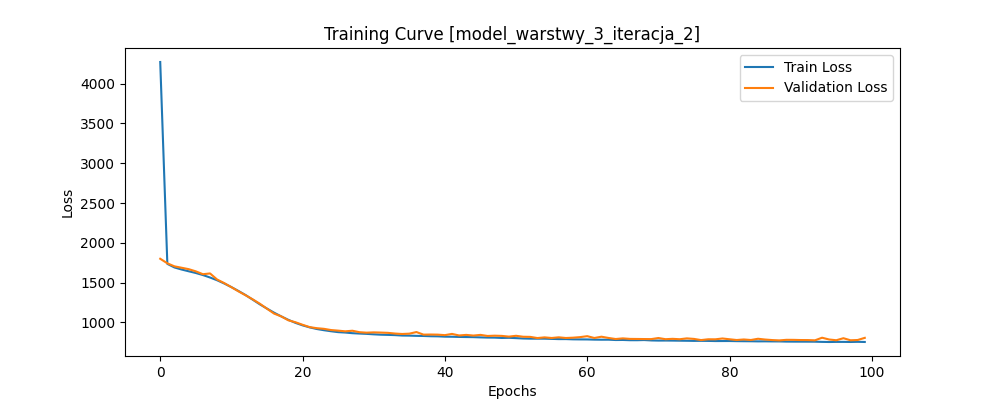 Training Curve [model_warstwy_3_iteracja_2]
Train Loss
Validation Loss
4000
3500
3000
2500
2000
1500
1000
Loss
0
20
40
60
80
100
Epochs